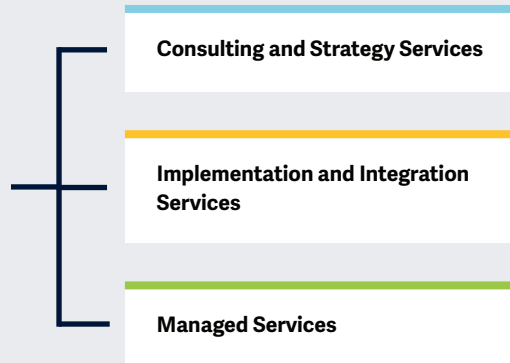 Consulting and Strategy Services
Implementation and Integration
Services
Managed Services